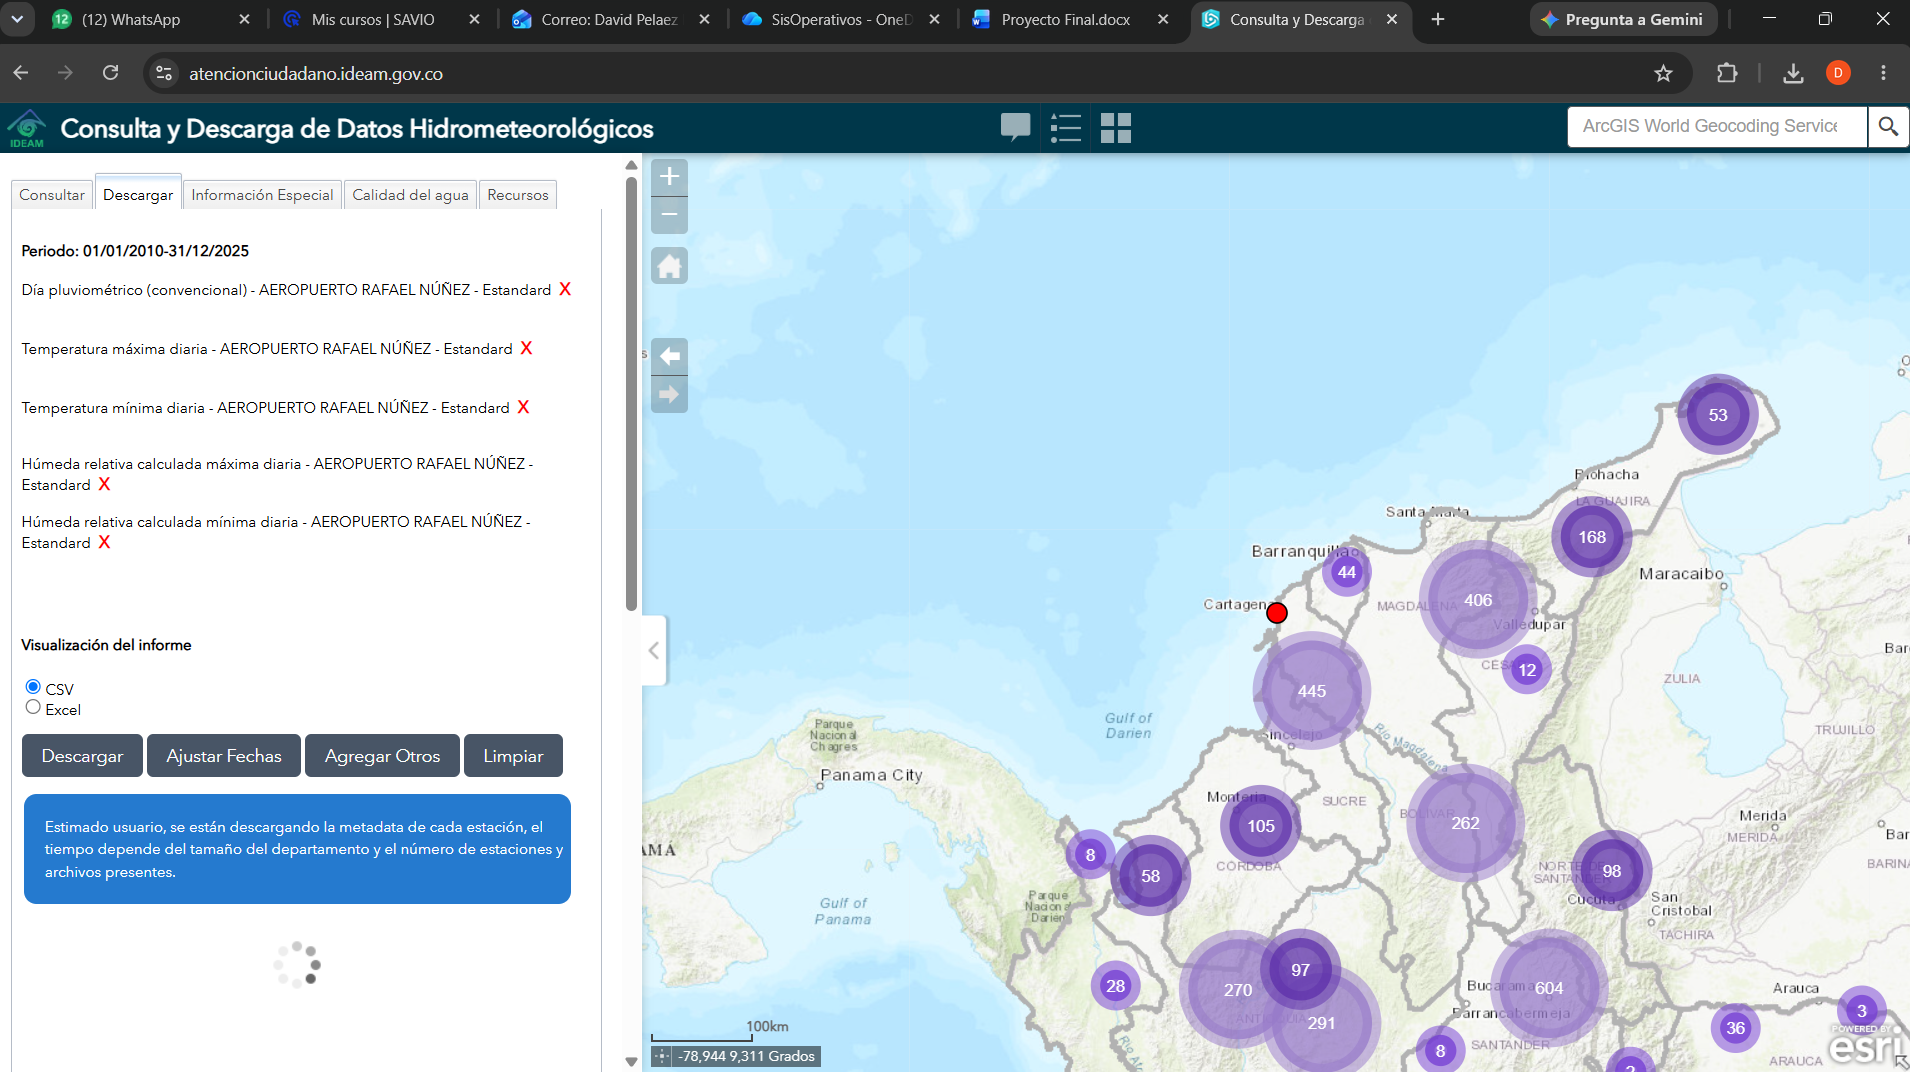 (12) WhatsApp
Mis cursos | SAVIO
Correo: David Pelaez
SisOperativos - OneD
Proyecto Final.docx
Consulta y Descarga
Pregunta a Gemini
atencionciudadano.ideam.gov.co
D
IDEAM
Consulta y Descarga de Datos Hidrometeorológicos
ArcGIS World Geocoding Service
Consultar
Descargar
Información Especial
Calidad del agua
Recursos
Periodo: 01/01/2010-31/12/2025
Día pluviométrico (convencional) - AEROPUERTO RAFAEL NÚÑEZ - Estandard X
Temperatura máxima diaria - AEROPUERTO RAFAEL NÚÑEZ - Estandard X
Temperatura mínima diaria - AEROPUERTO RAFAEL NÚÑEZ - Estandard X
Húmeda relativa calculada máxima diaria - AEROPUERTO RAFAEL NÚÑEZ -
Estandard X
Húmeda relativa calculada mínima diaria - AEROPUERTO RAFAEL NÚÑEZ -
Estandard X
Visualización del informe
CSV
Excel
Descargar
Ajustar Fechas
Agregar Otros
Limpiar
Estimado usuario, se están descargando la metadata de cada estación, el
tiempo depende del tamaño del departamento y el número de estaciones y
archivos presentes.
53
Riohacha
LA GUAJIRA
Santa Marta
168
Barranquilla
44
Maracaibo
Cartagena
MAGDALENA
406
Valledupar
CESAR
12
445
ZULIA
Gulf of
Darien
Parque
Nacional
Chagres
Sincelejo
Río Magdalena
TRUJILLO
Panama City
Montería
SUCRE
BOLIVAR
105
262
Merida
MERIDA
8
58
CÓRDOBA
NORTE DE
SANTANDER
98
BARINA
Cucuta
San
Cristobal
TACHIRA
Parque
Nacional
Darién
Gulf of
Panama
28
270
97
291
ANTIOQUIA
Bucaramanga
604
Barrancabermeja
Arauca
3
36
8
SANTANDER
ARAUCA
100km
-78,944 9,311 Grados
POWERED BY
esri